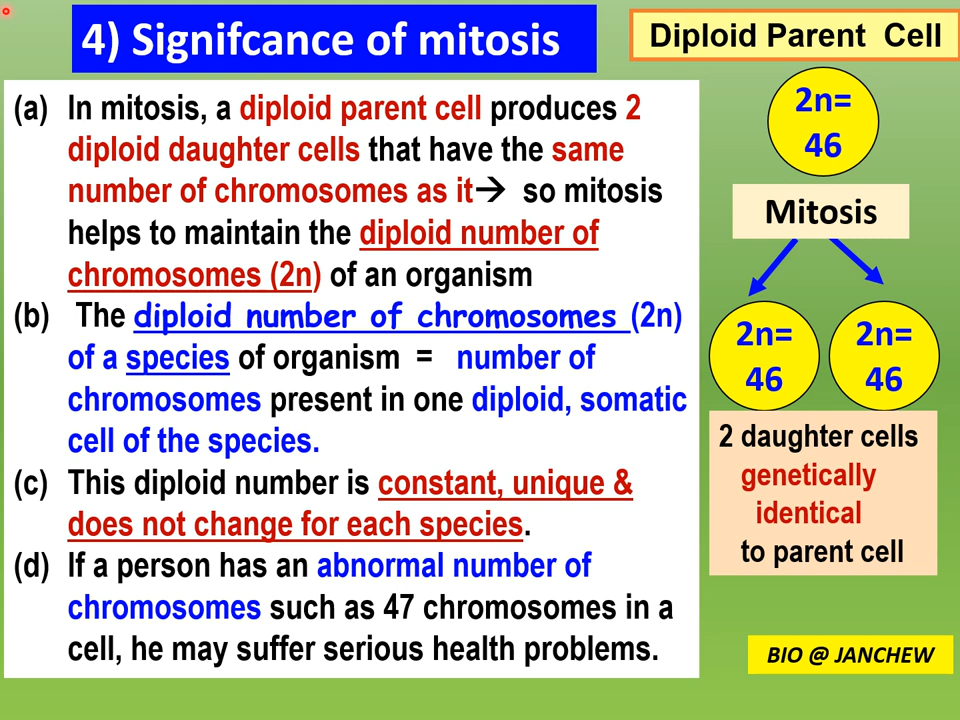 4) Signifcance of mitosis
Diploid Parent Cell
(a) In mitosis, a diploid parent cell produces 2
diploid daughter cells that have the same
number of chromosomes as it→ so mitosis
helps to maintain the diploid number of
chromosomes (2n) of an organism
(b) The diploid number of chromosomes (2n)
of a species of organism = number of
chromosomes present in one diploid, somatic
cell of the species.
(c) This diploid number is constant, unique &
does not change for each species.
(d) If a person has an abnormal number of
chromosomes such as 47 chromosomes in a
cell, he may suffer serious health problems.
2n=
46
Mitosis
2n=
46
2n=
46
2 daughter cells
genetically
identical
to parent cell
BIO @ JANCHEW